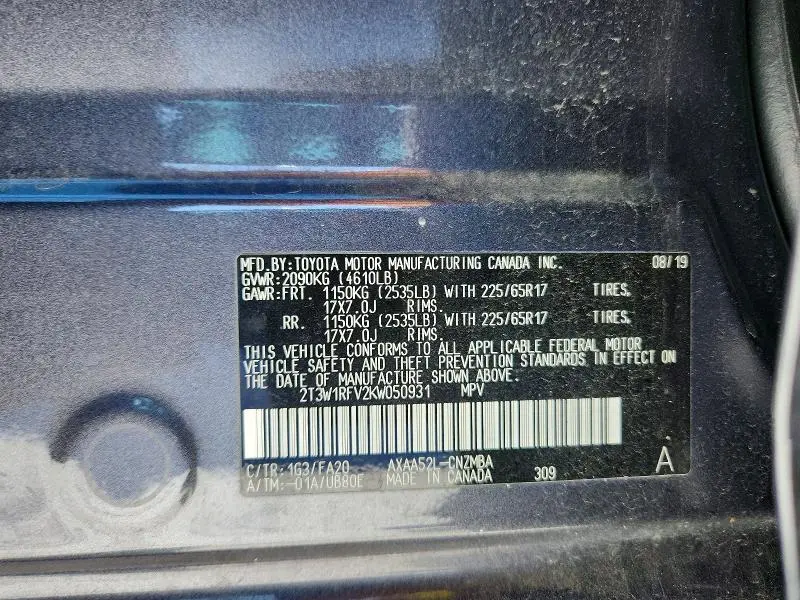 MFD.BY:TOYOTA MOTOR MANUFACTURING CANADA INC. 08/19
GVWR:2090KG (4610LB)
GAWR:FRT. 1150KG (2535LB) WITH 225/65R17 TIRES,
17X7.0J RIMS.
RR. 1150KG (2535LB) WITH 225/65R17 TIRES,
17X7.0J RIMS.
THIS VEHICLE CONFORMS TO ALL APPLICABLE FEDERAL MOTOR
VEHICLE SAFETY AND THEFT PREVENTION STANDARDS IN EFFECT ON
THE DATE OF MANUFACTURE SHOWN ABOVE.
2T3W1RFV2KW050931 MPV
C/TR:1G3/FA20 AXAA52L-CNZMBA A
A/TM:-01A/UB80E MADE IN CANADA 309